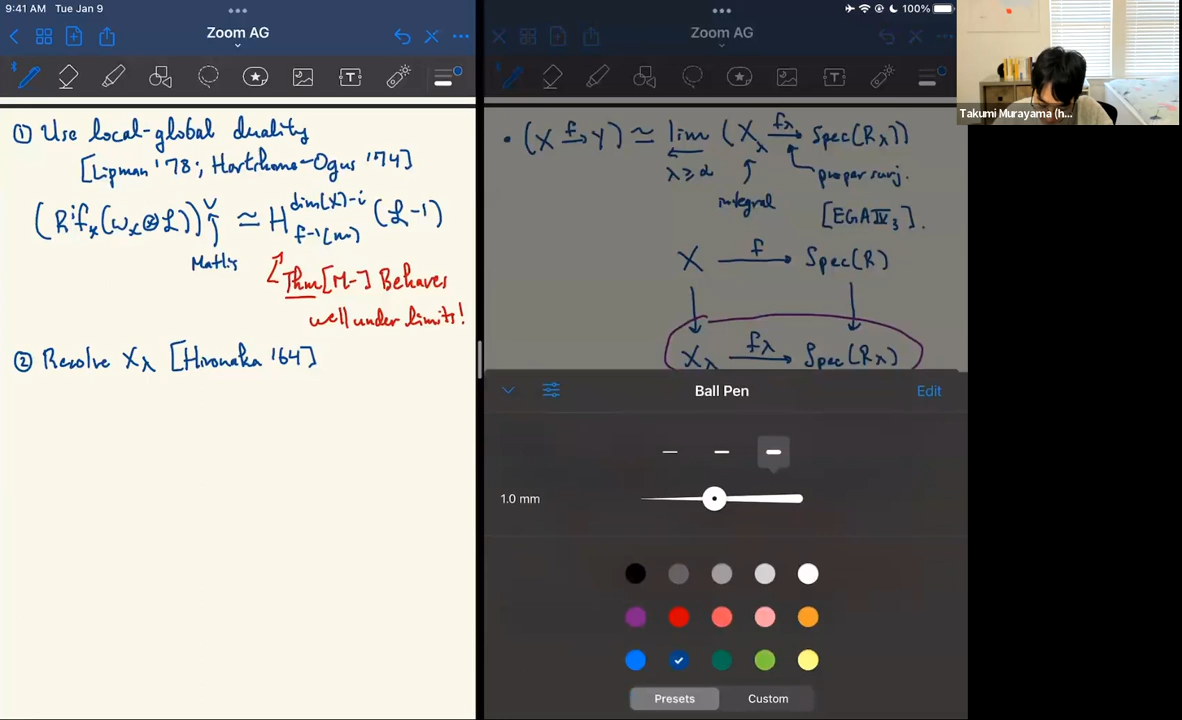 9:41 AM Tue Jan 9
100%
Zoom AG
Zoom AG
① Use local-global duality
[Lipman '78; Hartshorne-Ogus '74]
(Rⁱf_*(ω_X⊗ℒ))^∨ ≃ H^{dim(X)-i}_{f⁻¹(m)} (ℒ⁻¹)
Matlis
Thm [M-] Behaves
well under limits!
② Resolve X_λ [Hironaka '64]
• (X →^f Y) ≃ lim_{← λ≥α} (X_λ →^{f_λ} Spec(R_λ))
proper surj.
integral
[EGA IV₃].
X →^f Spec(R)
X_λ →^{f_λ} Spec(R_λ)
Ball Pen
Edit
1.0 mm
Presets
Custom
Takumi Murayama (h...